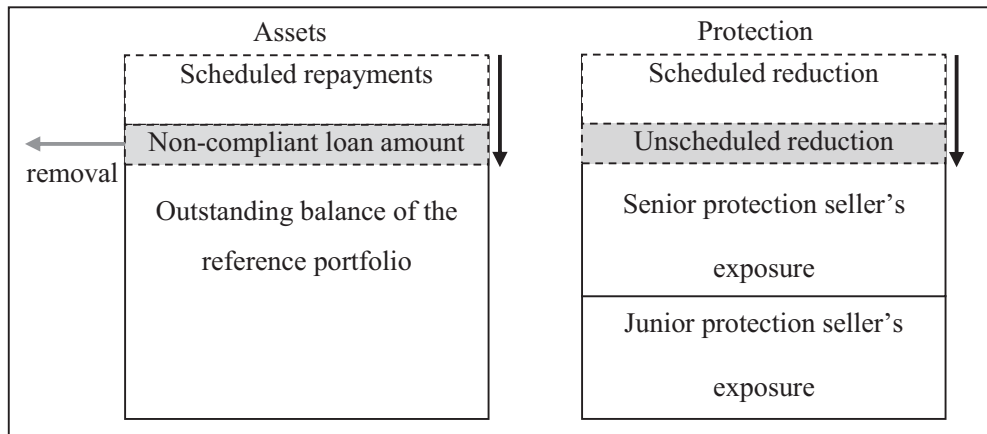 Assets
Scheduled repayments
Non-compliant loan amount
removal
Outstanding balance of the
reference portfolio
Protection
Scheduled reduction
Unscheduled reduction
Senior protection seller’s
exposure
Junior protection seller’s
exposure